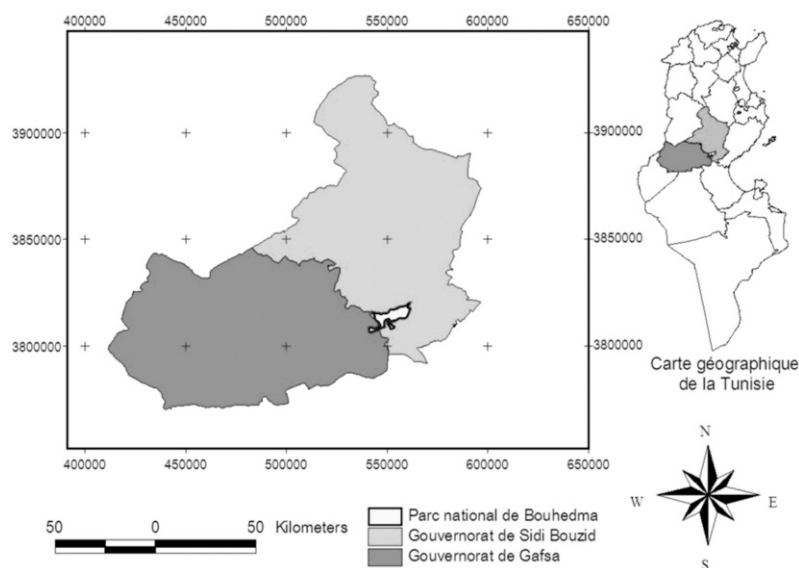 400000 450000 500000 550000 600000 650000
3900000 3900000
3850000 3850000
3800000 3800000
400000 450000 500000 550000 600000 650000
Carte géographique
de la Tunisie
N
W E
S
50 0 50 Kilometers
Parc national de Bouhedma
Gouvernorat de Sidi Bouzid
Gouvernorat de Gafsa